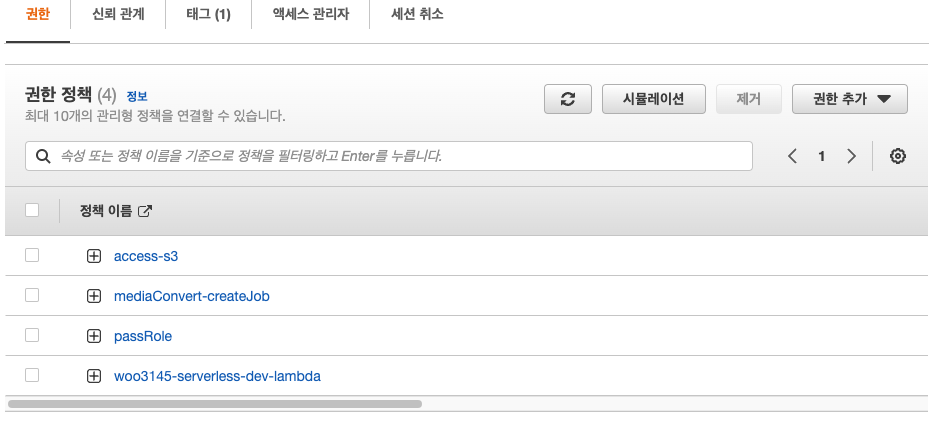 권한 신뢰 관계 태그 (1) 액세스 관리자 세션 취소
권한 정책 (4) 정보
최대 10개의 관리형 정책을 연결할 수 있습니다.
시뮬레이션 제거 권한 추가
속성 또는 정책 이름을 기준으로 정책을 필터링하고 Enter를 누릅니다.
1
정책 이름
access-s3
mediaConvert-createJob
passRole
woo3145-serverless-dev-lambda